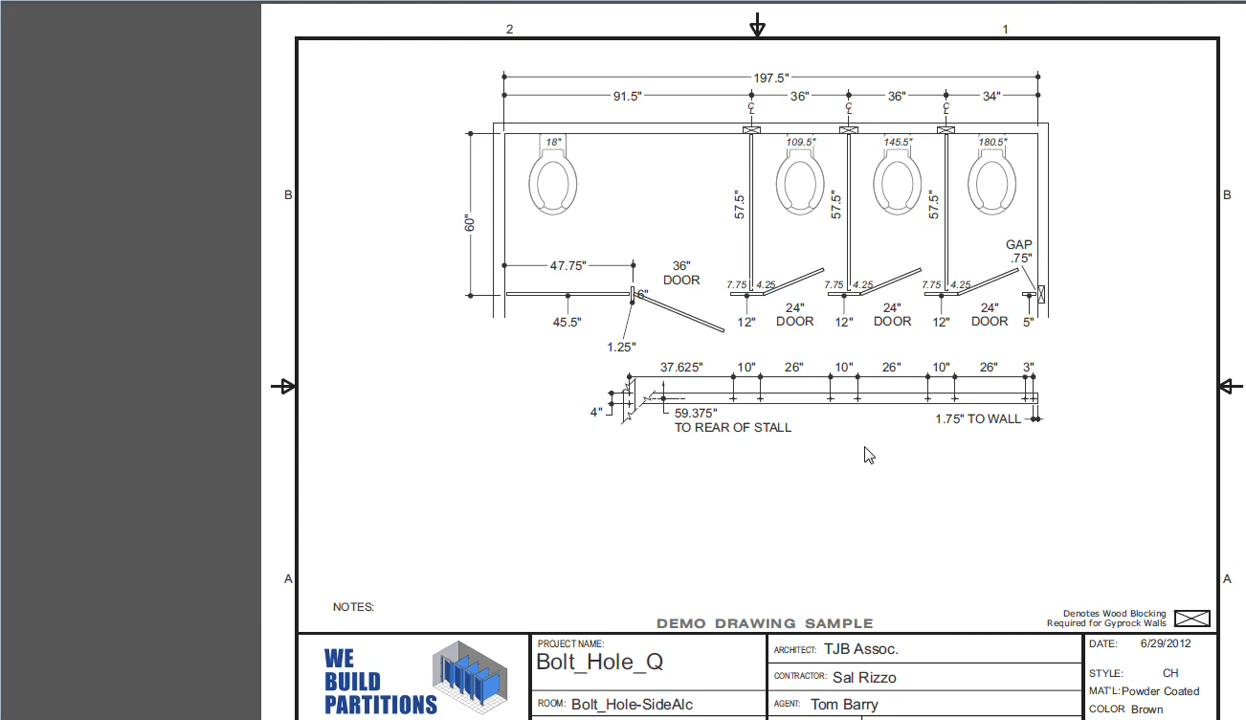 2
1
197.5"
91.5"
36"
36"
34"
CL
CL
CL
18"
109.5"
145.5"
180.5"
B
B
57.5"
57.5"
57.5"
60"
GAP
.75"
47.75"
36"
DOOR
6"
7.75 4.25
7.75 4.25
7.75 4.25
45.5"
12"
24"
DOOR
12"
24"
DOOR
12"
24"
DOOR
5"
1.25"
37.625"
10"
26"
10"
26"
10"
26"
3"
4"
59.375"
TO REAR OF STALL
1.75" TO WALL
A
A
NOTES:
DEMO DRAWING SAMPLE
Denotes Wood Blocking
Required for Gyprock Walls
WE
BUILD
PARTITIONS
PROJECT NAME:
Bolt_Hole_Q
ROOM: Bolt_Hole-SideAlc
ARCHITECT: TJB Assoc.
CONTRACTOR: Sal Rizzo
AGENT: Tom Barry
DATE: 6/29/2012
STYLE: CH
MAT'L: Powder Coated
COLOR Brown